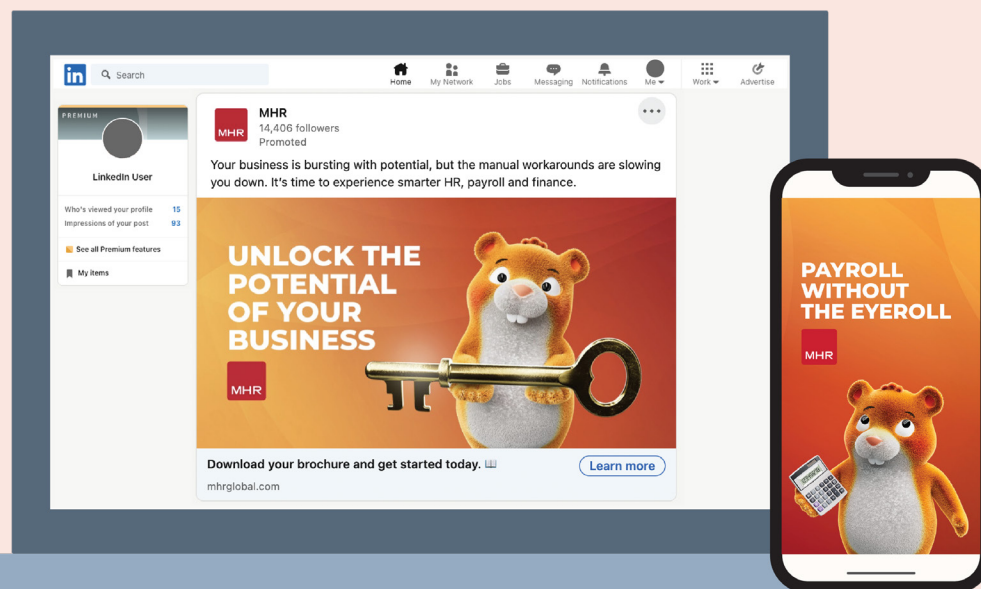 in
Search
Home
My Network
Jobs
Messaging
Notifications
Me
Work
Advertise
PREMIUM
LinkedIn User
Who's viewed your profile 15
Impressions of your post 93
See all Premium features
My items
MHR
MHR
14,406 followers
Promoted
Your business is bursting with potential, but the manual workarounds are slowing
you down. It's time to experience smarter HR, payroll and finance.
UNLOCK THE
POTENTIAL
OF YOUR
BUSINESS
MHR
Download your brochure and get started today.
Learn more
mhrglobal.com
PAYROLL
WITHOUT
THE EYEROLL
MHR